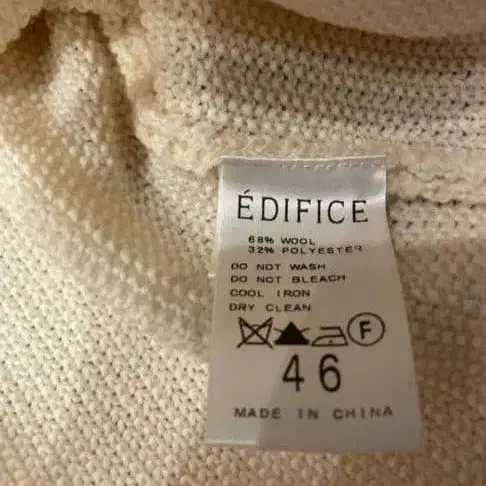 ÉDIFICE
68% WOOL
32% POLYESTER
DO NOT WASH
DO NOT BLEACH
COOL IRON
DRY CLEAN
F
46
MADE IN CHINA